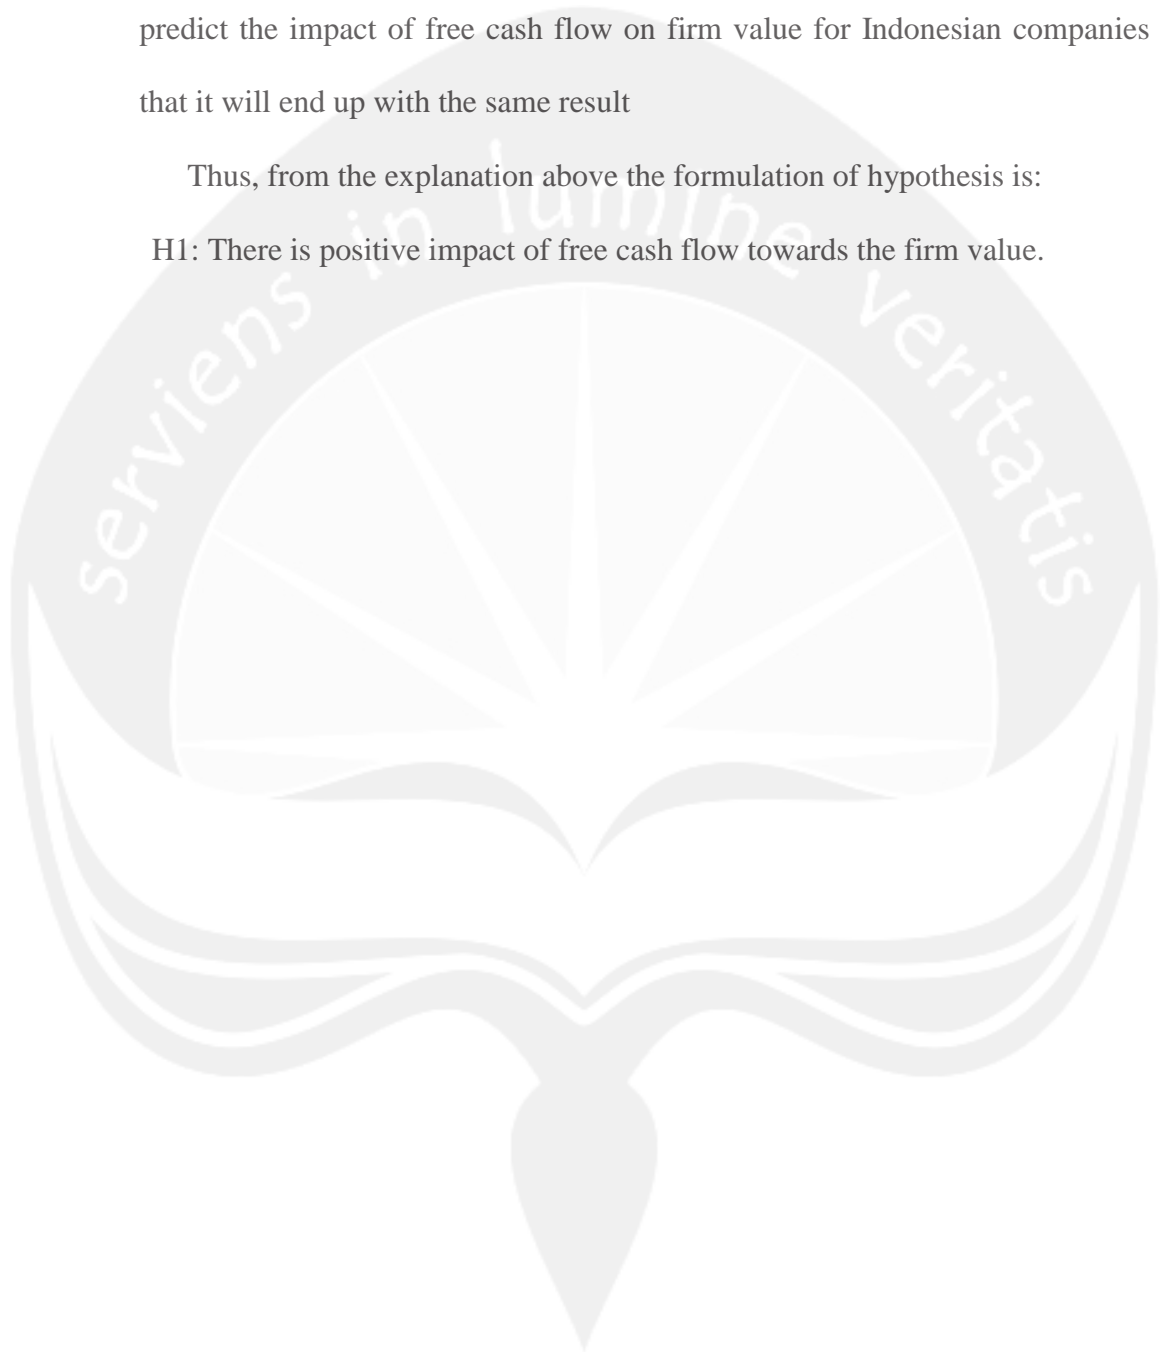 predict the impact of free cash flow on firm value for Indonesian companies
that it will end up with the same result
Thus, from the explanation above the formulation of hypothesis is:
H1: There is positive impact of free cash flow towards the firm value.
serviens in lumine veritatis